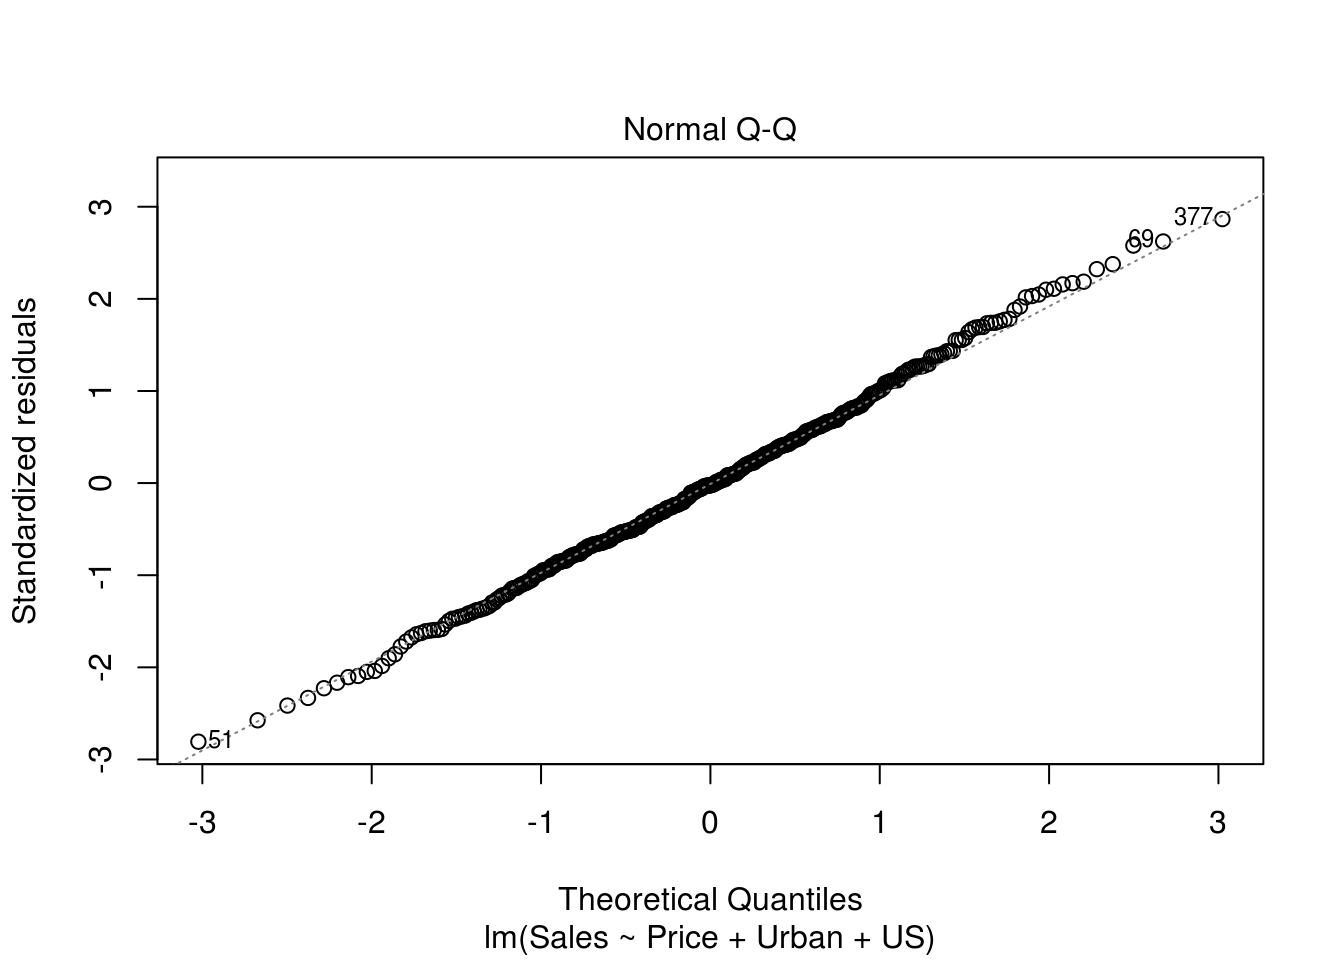 Normal Q-Q
Standardized residuals
3
2
1
0
-1
-2
-3
377
69
51
-3 -2 -1 0 1 2 3
Theoretical Quantiles
lm(Sales ~ Price + Urban + US)